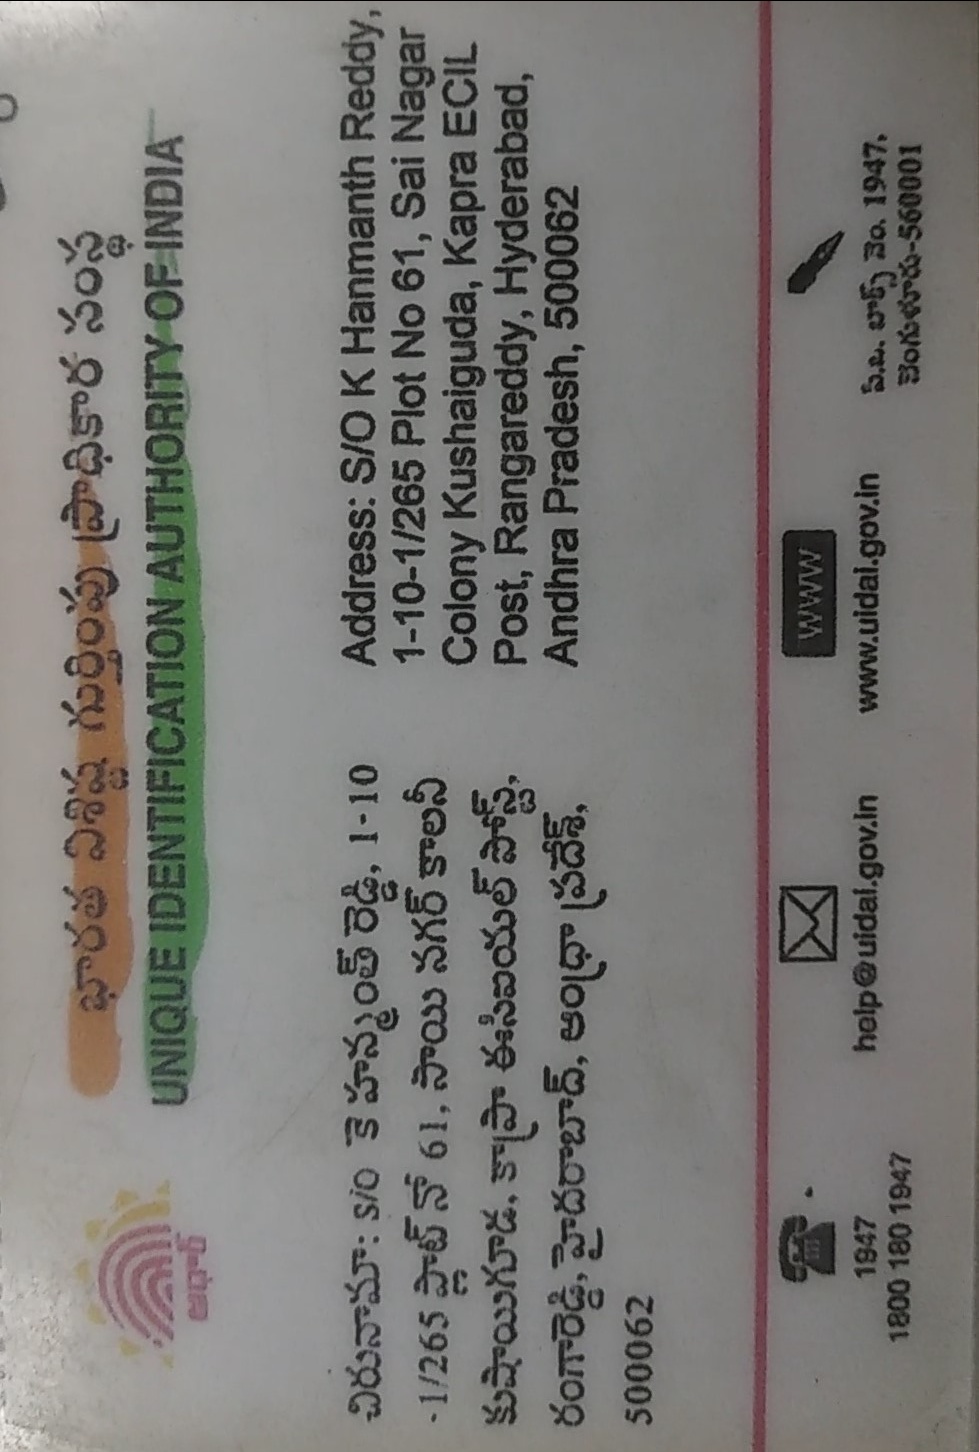 భారత విశిష్ట గుర్తింపు ప్రాధికార సంస్థ
UNIQUE IDENTIFICATION AUTHORITY OF INDIA
ఆధార్
చిరునామా: S/O కె హన్మంత్ రెడ్డి, 1-10
-1/265 ప్లాట్ నో 61, సాయి నగర్ కాలనీ
కుషాయిగూడ, కాప్రా ఈసిఐయల్ పోస్ట్,
రంగారెడ్డి, హైదరాబాద్, ఆంధ్రా ప్రదేశ్,
500062
Address: S/O K Hanmanth Reddy,
1-10-1/265 Plot No 61, Sai Nagar
Colony Kushaiguda, Kapra ECIL
Post, Rangareddy, Hyderabad,
Andhra Pradesh, 500062
1947
1800 180 1947
help@uidai.gov.in
WWW
www.uidai.gov.in
పి.బి. బాక్స్ నెం. 1947,
బెంగుళూరు-560001